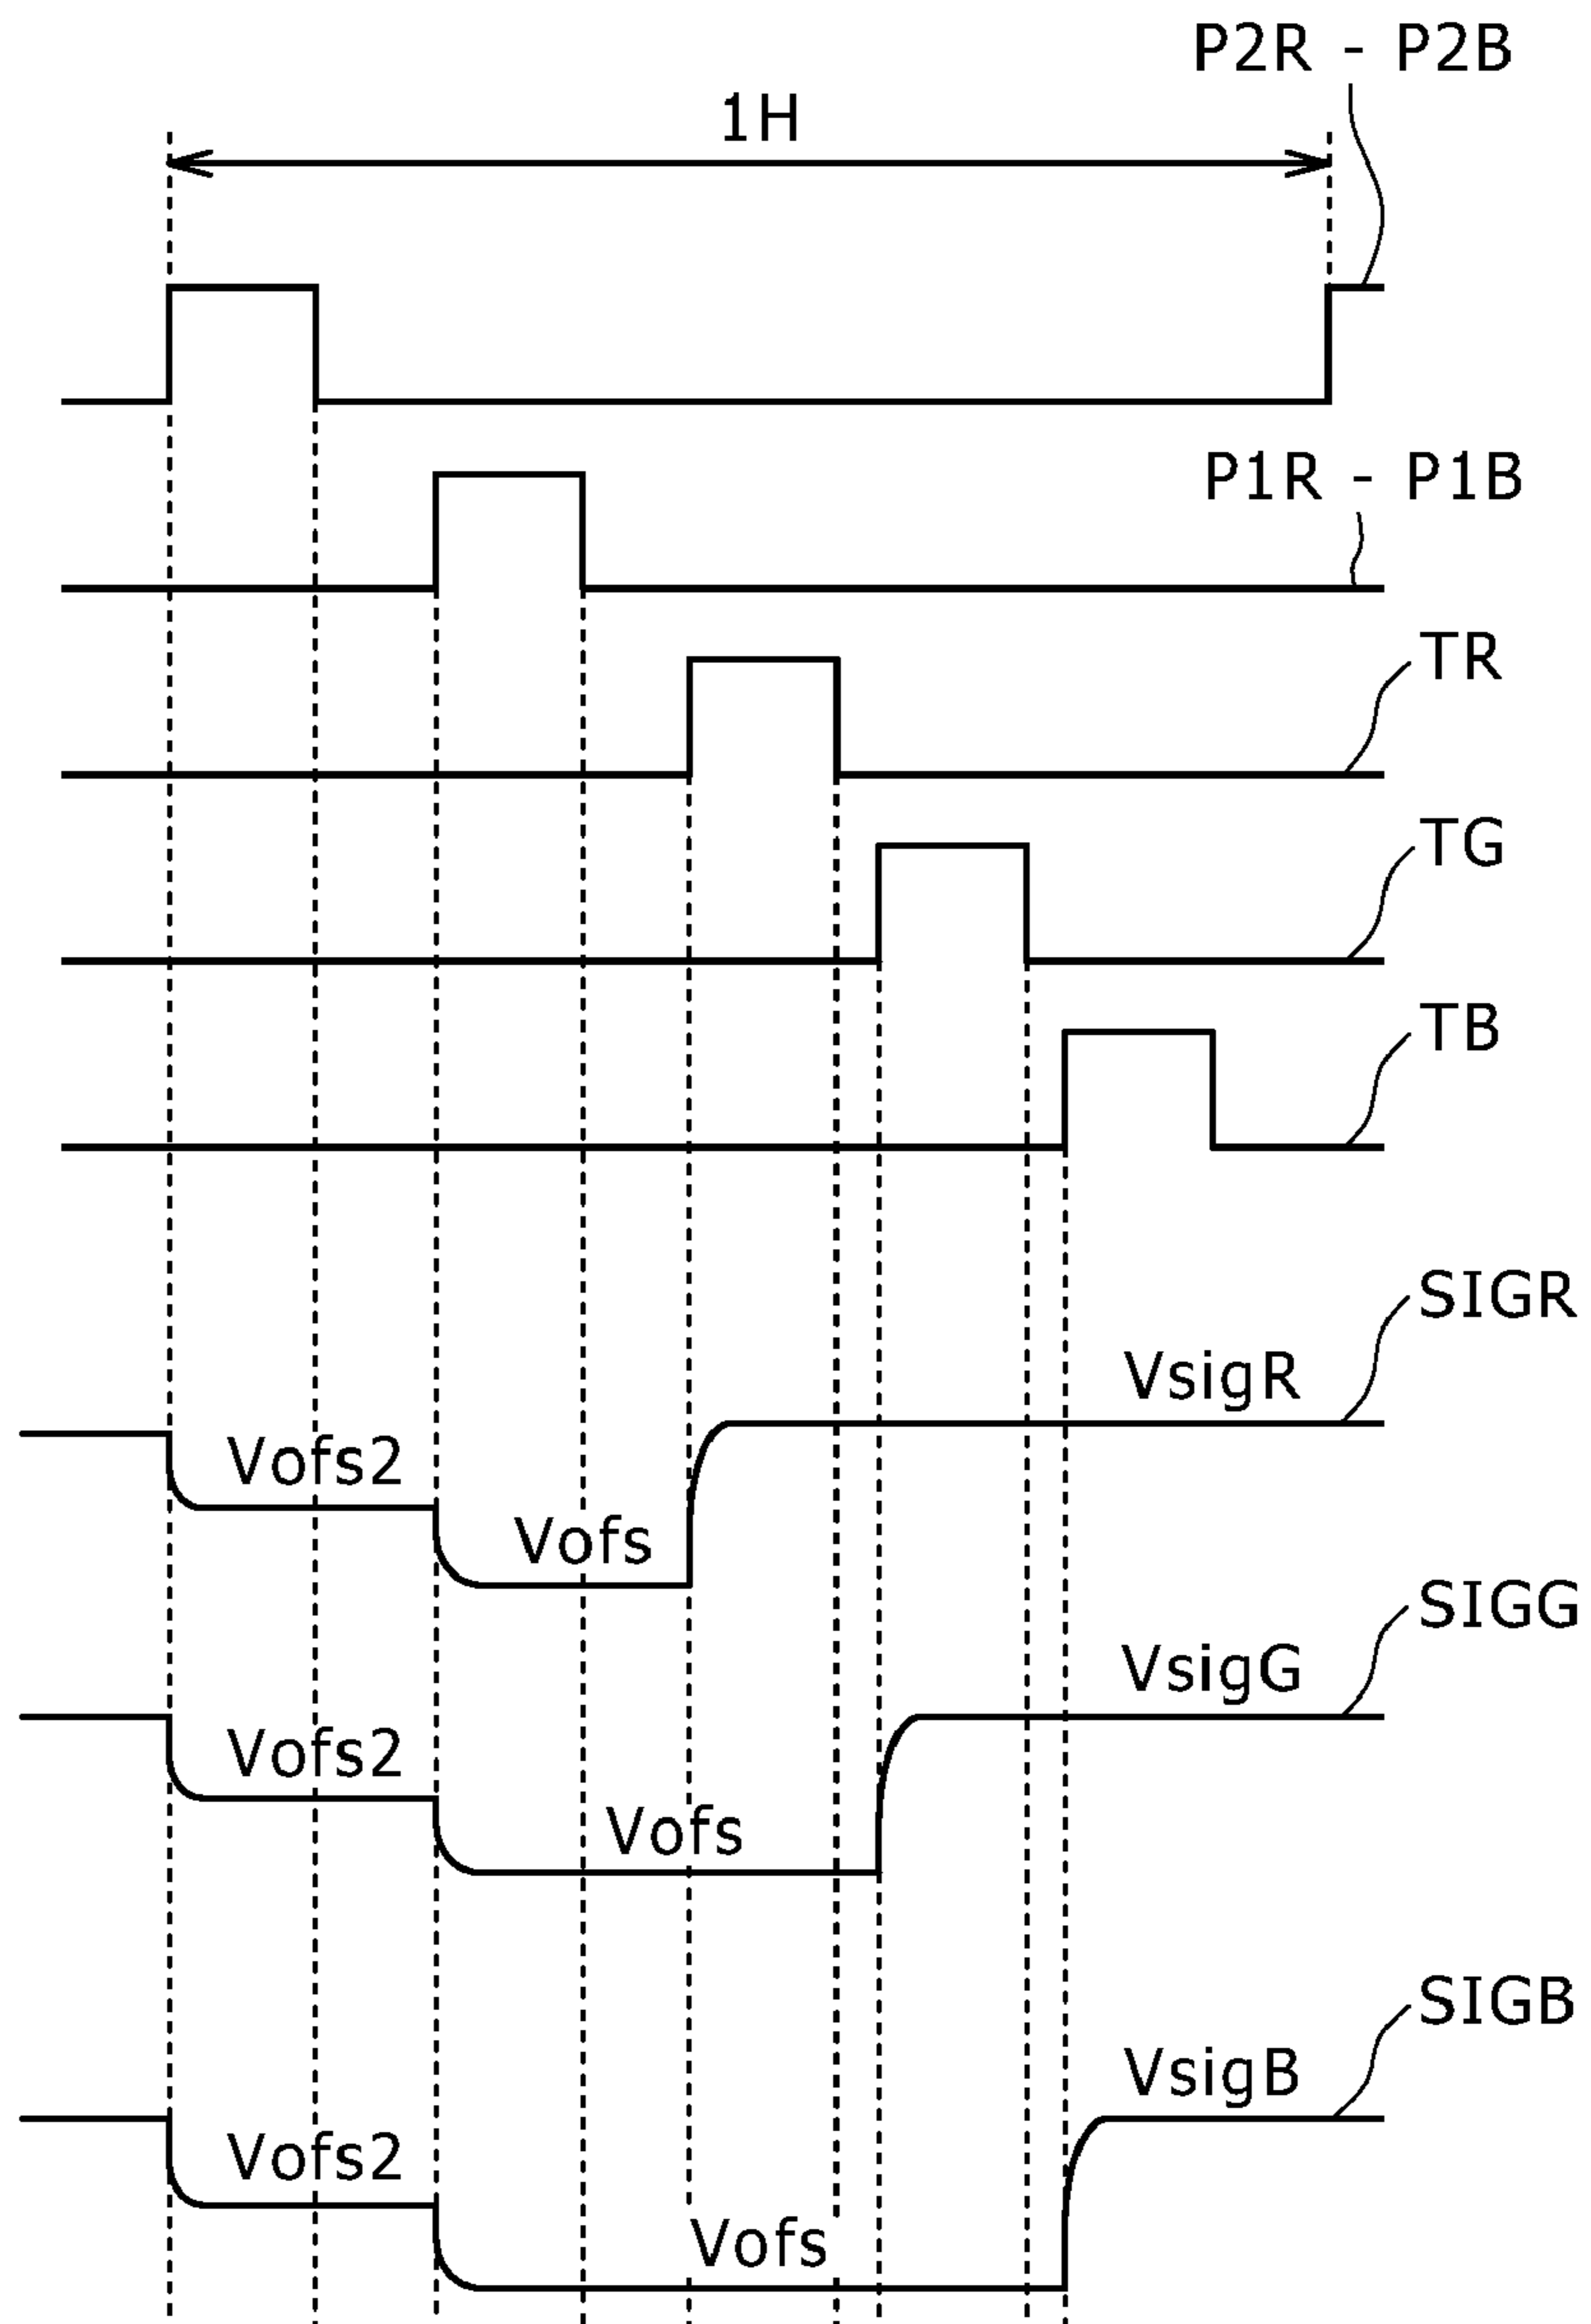 P2R - P2B
1H
P1R - P1B
TR
TG
TB
SIGR
VsigR
Vofs2
Vofs
SIGG
VsigG
Vofs2
Vofs
SIGB
VsigB
Vofs2
Vofs